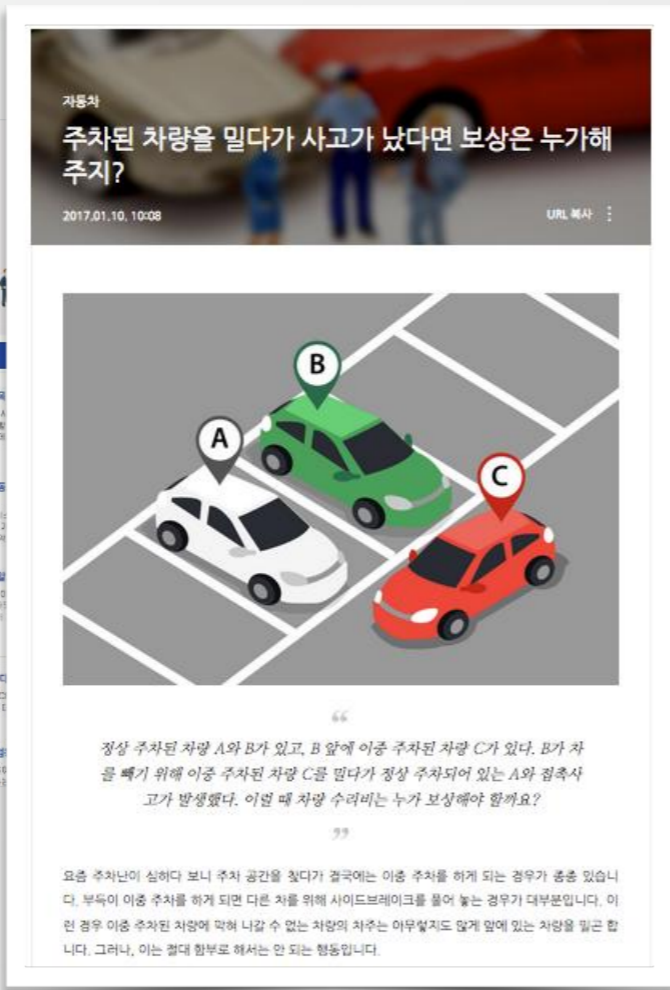 자동차
주차된 차량을 밀다가 사고가 났다면 보상은 누가해
주지?
2017.01.10. 10:08
URL 복사
B
A
C
“
정상 주차된 차량 A와 B가 있고, B 앞에 이중 주차된 차량 C가 있다. B가 차
를 빼기 위해 이중 주차된 차량 C를 밀다가 정상 주차되어 있는 A와 접촉사
고가 발생했다. 이럴 때 차량 수리비는 누가 보상해야 할까요?
”
요즘 주차난이 심하다 보니 주차 공간을 찾다가 결국에는 이중 주차를 하게 되는 경우가 종종 있습니
다. 부득이 이중 주차를 하게 되면 다른 차를 위해 사이드브레이크를 풀어 놓는 경우가 대부분입니다. 이
런 경우 이중 주차된 차량에 막혀 나갈 수 없는 차량의 차주는 아무렇지도 않게 앞에 있는 차량을 밀곤 합
니다. 그러나, 이는 절대 함부로 해서는 안 되는 행동입니다.